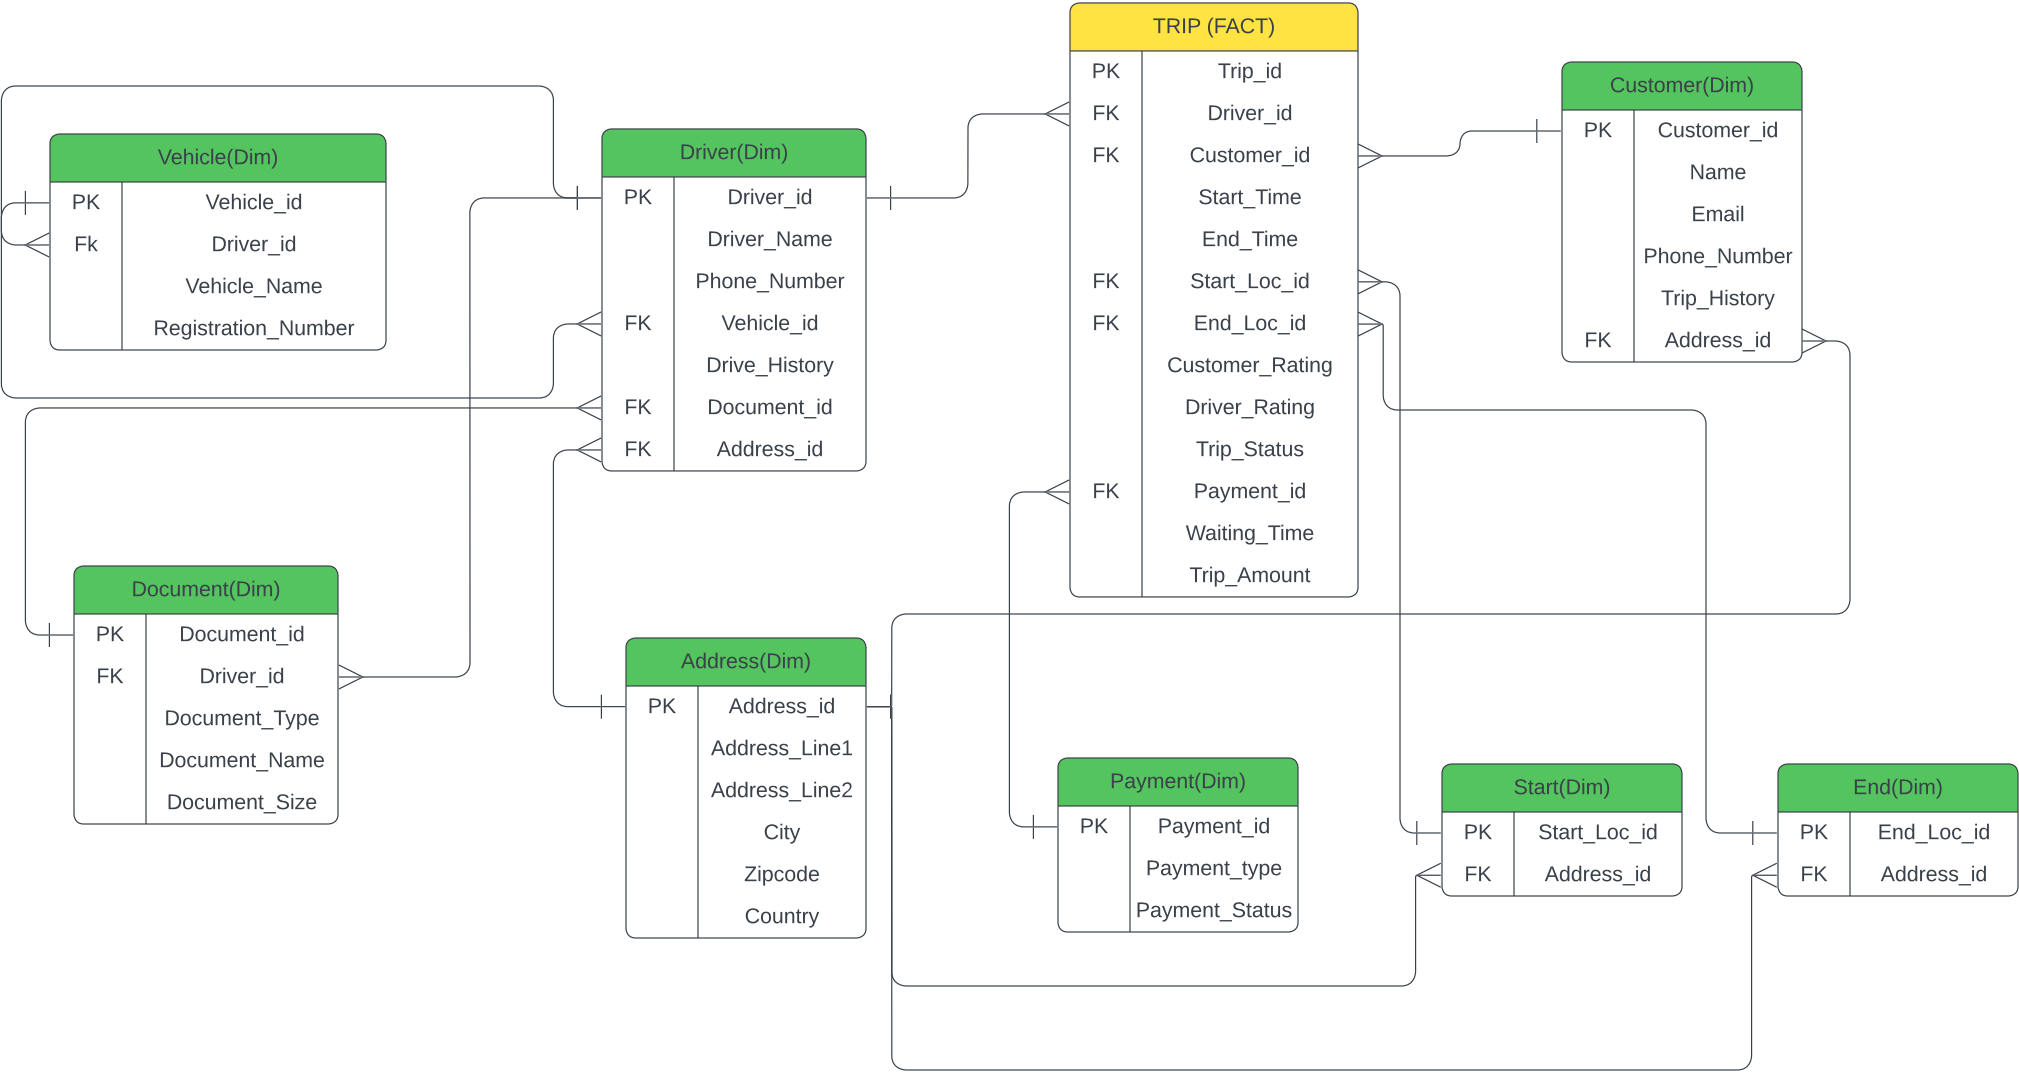 TRIP (FACT)
PK Trip_id
FK Driver_id
FK Customer_id
Start_Time
End_Time
FK Start_Loc_id
FK End_Loc_id
Customer_Rating
Driver_Rating
Trip_Status
FK Payment_id
Waiting_Time
Trip_Amount
Customer(Dim)
PK Customer_id
Name
Email
Phone_Number
Trip_History
FK Address_id
Driver(Dim)
PK Driver_id
Driver_Name
Phone_Number
FK Vehicle_id
Drive_History
FK Document_id
FK Address_id
Vehicle(Dim)
PK Vehicle_id
Fk Driver_id
Vehicle_Name
Registration_Number
Document(Dim)
PK Document_id
FK Driver_id
Document_Type
Document_Name
Document_Size
Address(Dim)
PK Address_id
Address_Line1
Address_Line2
City
Zipcode
Country
Payment(Dim)
PK Payment_id
Payment_type
Payment_Status
Start(Dim)
PK Start_Loc_id
FK Address_id
End(Dim)
PK End_Loc_id
FK Address_id